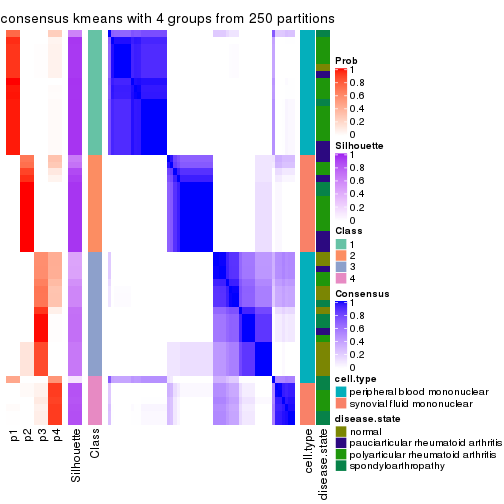 consensus kmeans with 4 groups from 250 partitions
Prob
1
0.8
0.6
0.4
0.2
0
Silhouette
1
0.8
0.6
0.4
0.2
0
Class
1
2
3
4
Consensus
1
0.8
0.6
0.4
0.2
0
cell.type
peripheral blood mononuclear
synovial fluid mononuclear
disease.state
normal
pauciarticular rheumatoid arthritis
polyarticular rheumatoid arthritis
spondyloarthropathy
p1
p2
p3
p4
Silhouette
Class
cell.type
disease.state